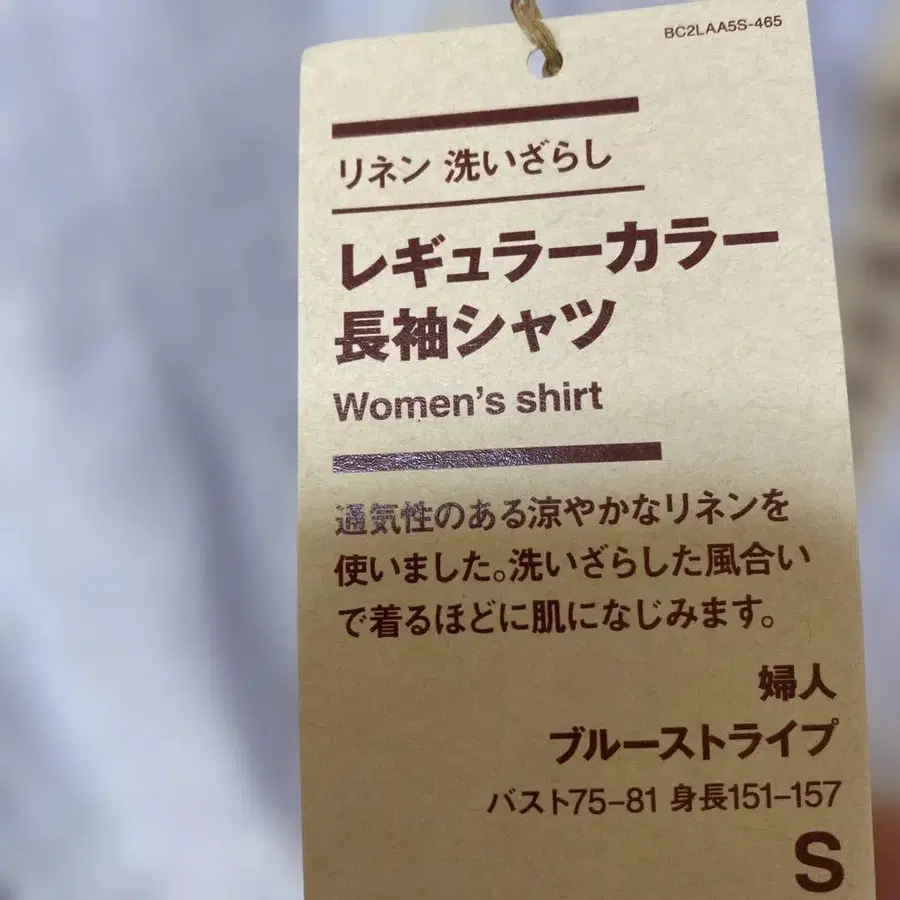 BC2LAA5S-465
リネン 洗いざらし
レギュラーカラー
長袖シャツ
Women's shirt
通気性のある涼やかなリネンを
使いました。洗いざらした風合い
で着るほどに肌になじみます。
婦人
ブルーストライプ
バスト75-81 身長151-157
S